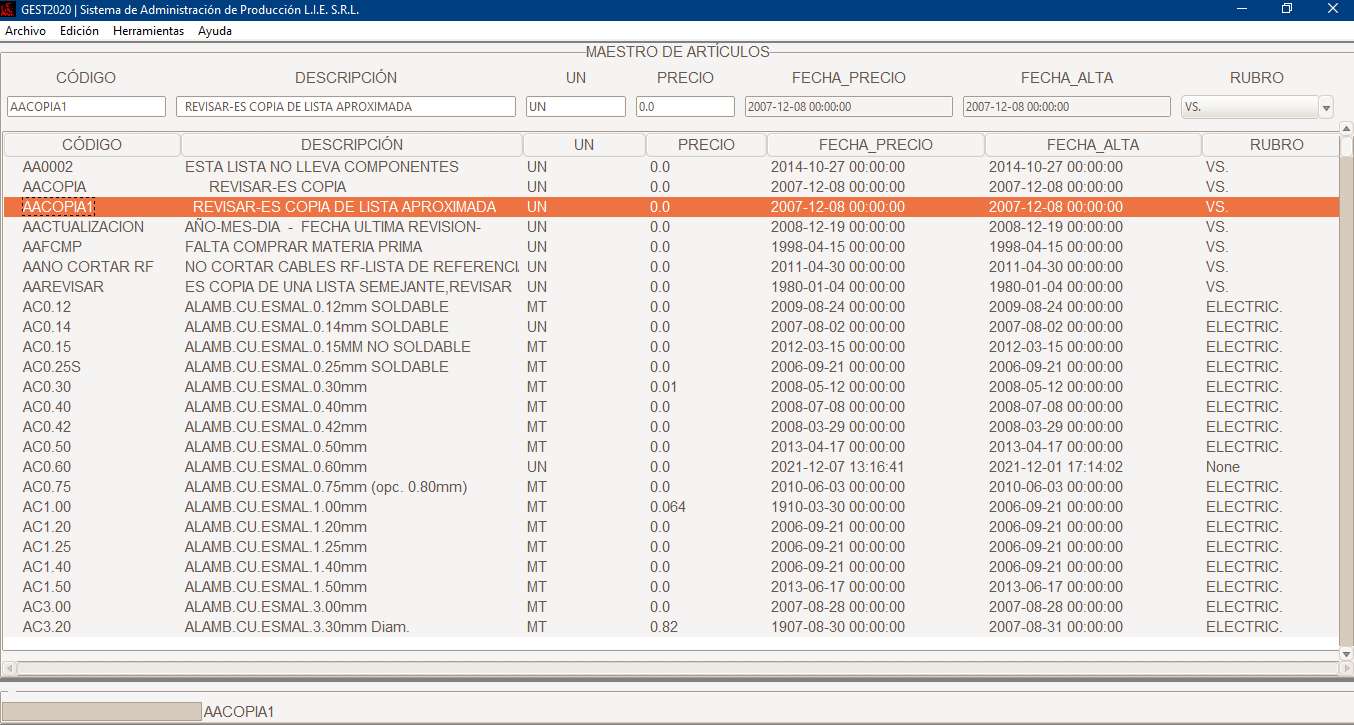 GEST2020 | Sistema de Administración de Producción L.I.E. S.R.L.
Archivo Edición Herramientas Ayuda
MAESTRO DE ARTÍCULOS
CÓDIGO DESCRIPCIÓN UN PRECIO FECHA_PRECIO FECHA_ALTA RUBRO
AACOPIA1 REVISAR-ES COPIA DE LISTA APROXIMADA UN 0.0 2007-12-08 00:00:00 2007-12-08 00:00:00 VS.
CÓDIGO DESCRIPCIÓN UN PRECIO FECHA_PRECIO FECHA_ALTA RUBRO
AA0002 ESTA LISTA NO LLEVA COMPONENTES UN 0.0 2014-10-27 00:00:00 2014-10-27 00:00:00 VS.
AACOPIA REVISAR-ES COPIA UN 0.0 2007-12-08 00:00:00 2007-12-08 00:00:00 VS.
AACOPIA1 REVISAR-ES COPIA DE LISTA APROXIMADA UN 0.0 2007-12-08 00:00:00 2007-12-08 00:00:00 VS.
AACTUALIZACION AÑO-MES-DIA - FECHA ULTIMA REVISION- UN 0.0 2008-12-19 00:00:00 2008-12-19 00:00:00 VS.
AAFCMP FALTA COMPRAR MATERIA PRIMA UN 0.0 1998-04-15 00:00:00 1998-04-15 00:00:00 VS.
AANO CORTAR RF NO CORTAR CABLES RF-LISTA DE REFERENCI UN 0.0 2011-04-30 00:00:00 2011-04-30 00:00:00 VS.
AAREVISAR ES COPIA DE UNA LISTA SEMEJANTE,REVISAR UN 0.0 1980-01-04 00:00:00 1980-01-04 00:00:00 VS.
AC0.12 ALAMB.CU.ESMAL.0.12mm SOLDABLE MT 0.0 2009-08-24 00:00:00 2009-08-24 00:00:00 ELECTRIC.
AC0.14 ALAMB.CU.ESMAL.0.14mm SOLDABLE UN 0.0 2007-08-02 00:00:00 2007-08-02 00:00:00 ELECTRIC.
AC0.15 ALAMB.CU.ESMAL.0.15MM NO SOLDABLE MT 0.0 2012-03-15 00:00:00 2012-03-15 00:00:00 ELECTRIC.
AC0.25S ALAMB.CU.ESMAL.0.25mm SOLDABLE MT 0.0 2006-09-21 00:00:00 2006-09-21 00:00:00 ELECTRIC.
AC0.30 ALAMB.CU.ESMAL.0.30mm MT 0.01 2008-05-12 00:00:00 2008-05-12 00:00:00 ELECTRIC.
AC0.40 ALAMB.CU.ESMAL.0.40mm MT 0.0 2008-07-08 00:00:00 2008-07-08 00:00:00 ELECTRIC.
AC0.42 ALAMB.CU.ESMAL.0.42mm MT 0.0 2008-03-29 00:00:00 2008-03-29 00:00:00 ELECTRIC.
AC0.50 ALAMB.CU.ESMAL.0.50mm MT 0.0 2013-04-17 00:00:00 2013-04-17 00:00:00 ELECTRIC.
AC0.60 ALAMB.CU.ESMAL.0.60mm UN 0.0 2021-12-07 13:16:41 2021-12-01 17:14:02 None
AC0.75 ALAMB.CU.ESMAL.0.75mm (opc. 0.80mm) MT 0.0 2010-06-03 00:00:00 2010-06-03 00:00:00 ELECTRIC.
AC1.00 ALAMB.CU.ESMAL.1.00mm MT 0.064 1910-03-30 00:00:00 2006-09-21 00:00:00 ELECTRIC.
AC1.20 ALAMB.CU.ESMAL.1.20mm MT 0.0 2006-09-21 00:00:00 2006-09-21 00:00:00 ELECTRIC.
AC1.25 ALAMB.CU.ESMAL.1.25mm MT 0.0 2006-09-21 00:00:00 2006-09-21 00:00:00 ELECTRIC.
AC1.40 ALAMB.CU.ESMAL.1.40mm MT 0.0 2006-09-21 00:00:00 2006-09-21 00:00:00 ELECTRIC.
AC1.50 ALAMB.CU.ESMAL.1.50mm MT 0.0 2013-06-17 00:00:00 2013-06-17 00:00:00 ELECTRIC.
AC3.00 ALAMB.CU.ESMAL.3.00mm MT 0.0 2007-08-28 00:00:00 2007-08-28 00:00:00 ELECTRIC.
AC3.20 ALAMB.CU.ESMAL.3.30mm Diam. MT 0.82 1907-08-30 00:00:00 2007-08-31 00:00:00 ELECTRIC.
AACOPIA1